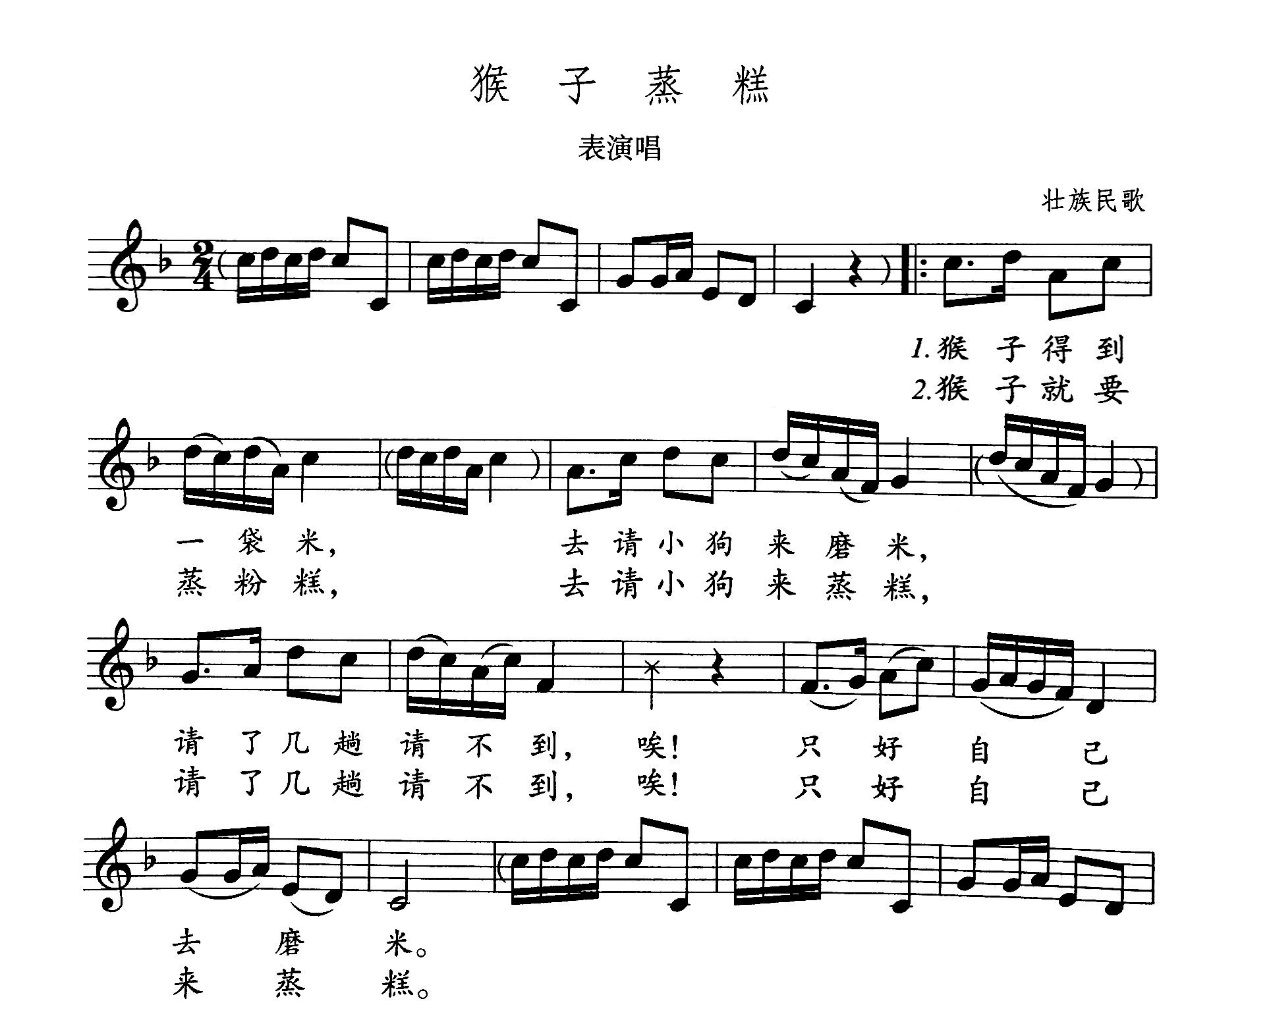 猴子蒸糕
表演唱
壮族民歌
1.猴子得到
2.猴子就要
一袋米，去请小狗来磨米，
蒸粉糕，去请小狗来蒸糕，
请了几趟请不到，唉！只好自己
请了几趟请不到，唉！只好自己
去磨米。
来蒸糕。